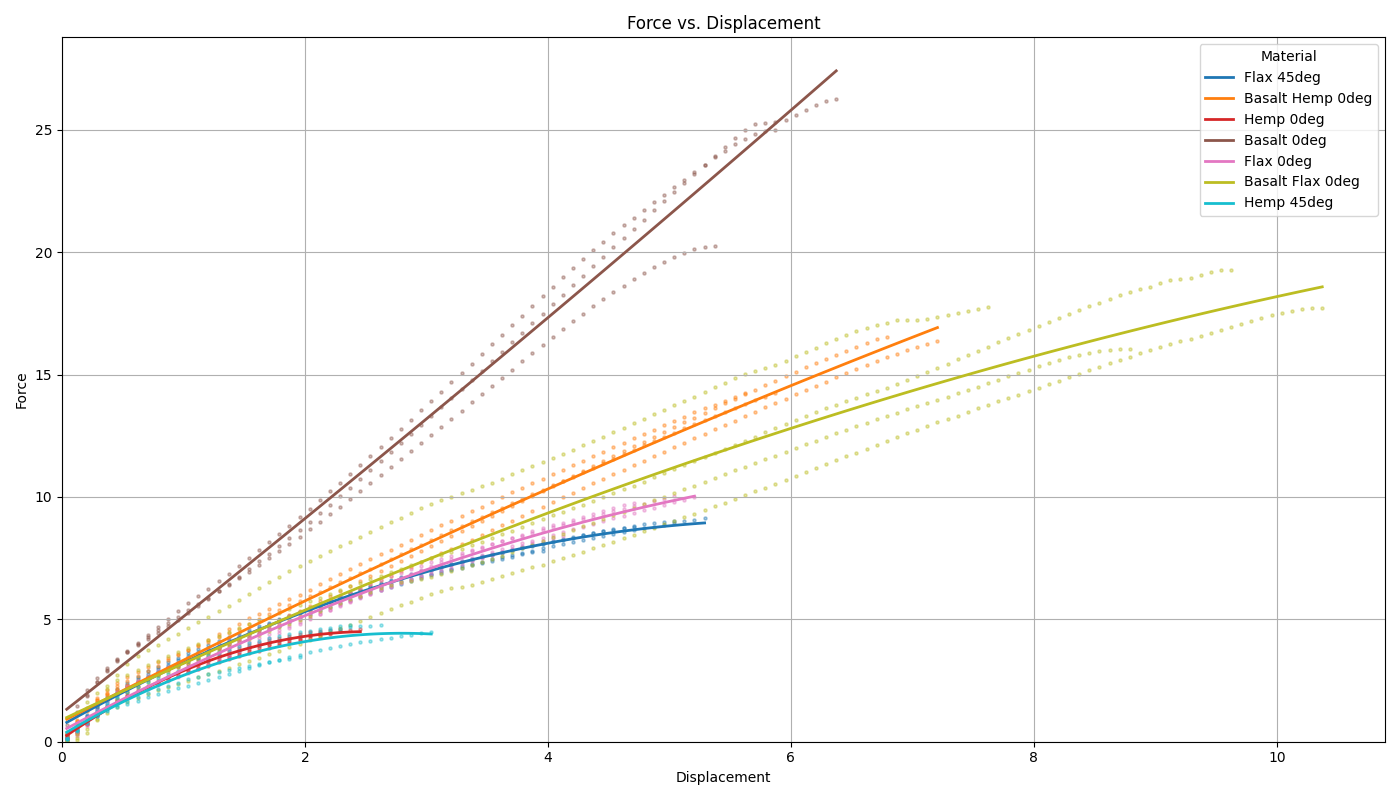 Force vs. Displacement
Material
Flax 45deg
Basalt Hemp 0deg
Hemp 0deg
Basalt 0deg
Flax 0deg
Basalt Flax 0deg
Hemp 45deg
Force
25
20
15
10
5
0
0 2 4 6 8 10
Displacement